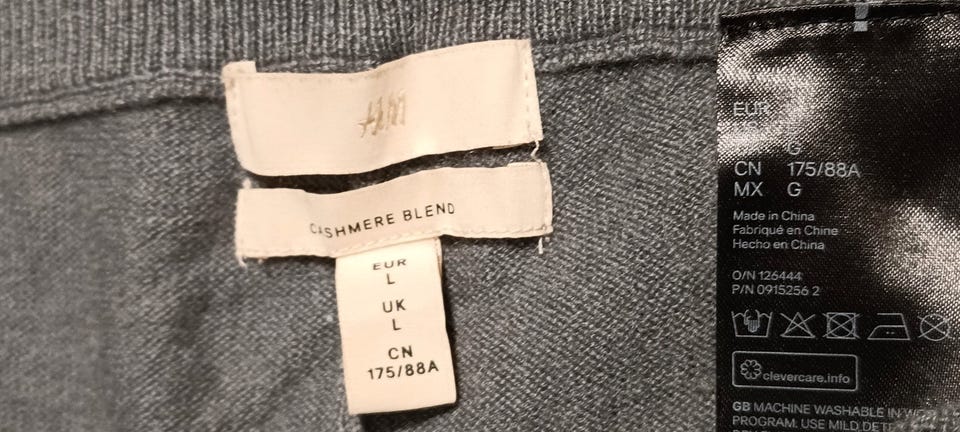 H&M
CASHMERE BLEND
EUR
L
UK
L
CN
175/88A
EUR
G
CN 175/88A
MX G
Made in China
Fabriqué en Chine
Hecho en China
O/N 126444
P/N 0915256 2
clevercare.info
GB MACHINE WASHABLE IN
PROGRAM. USE MILD